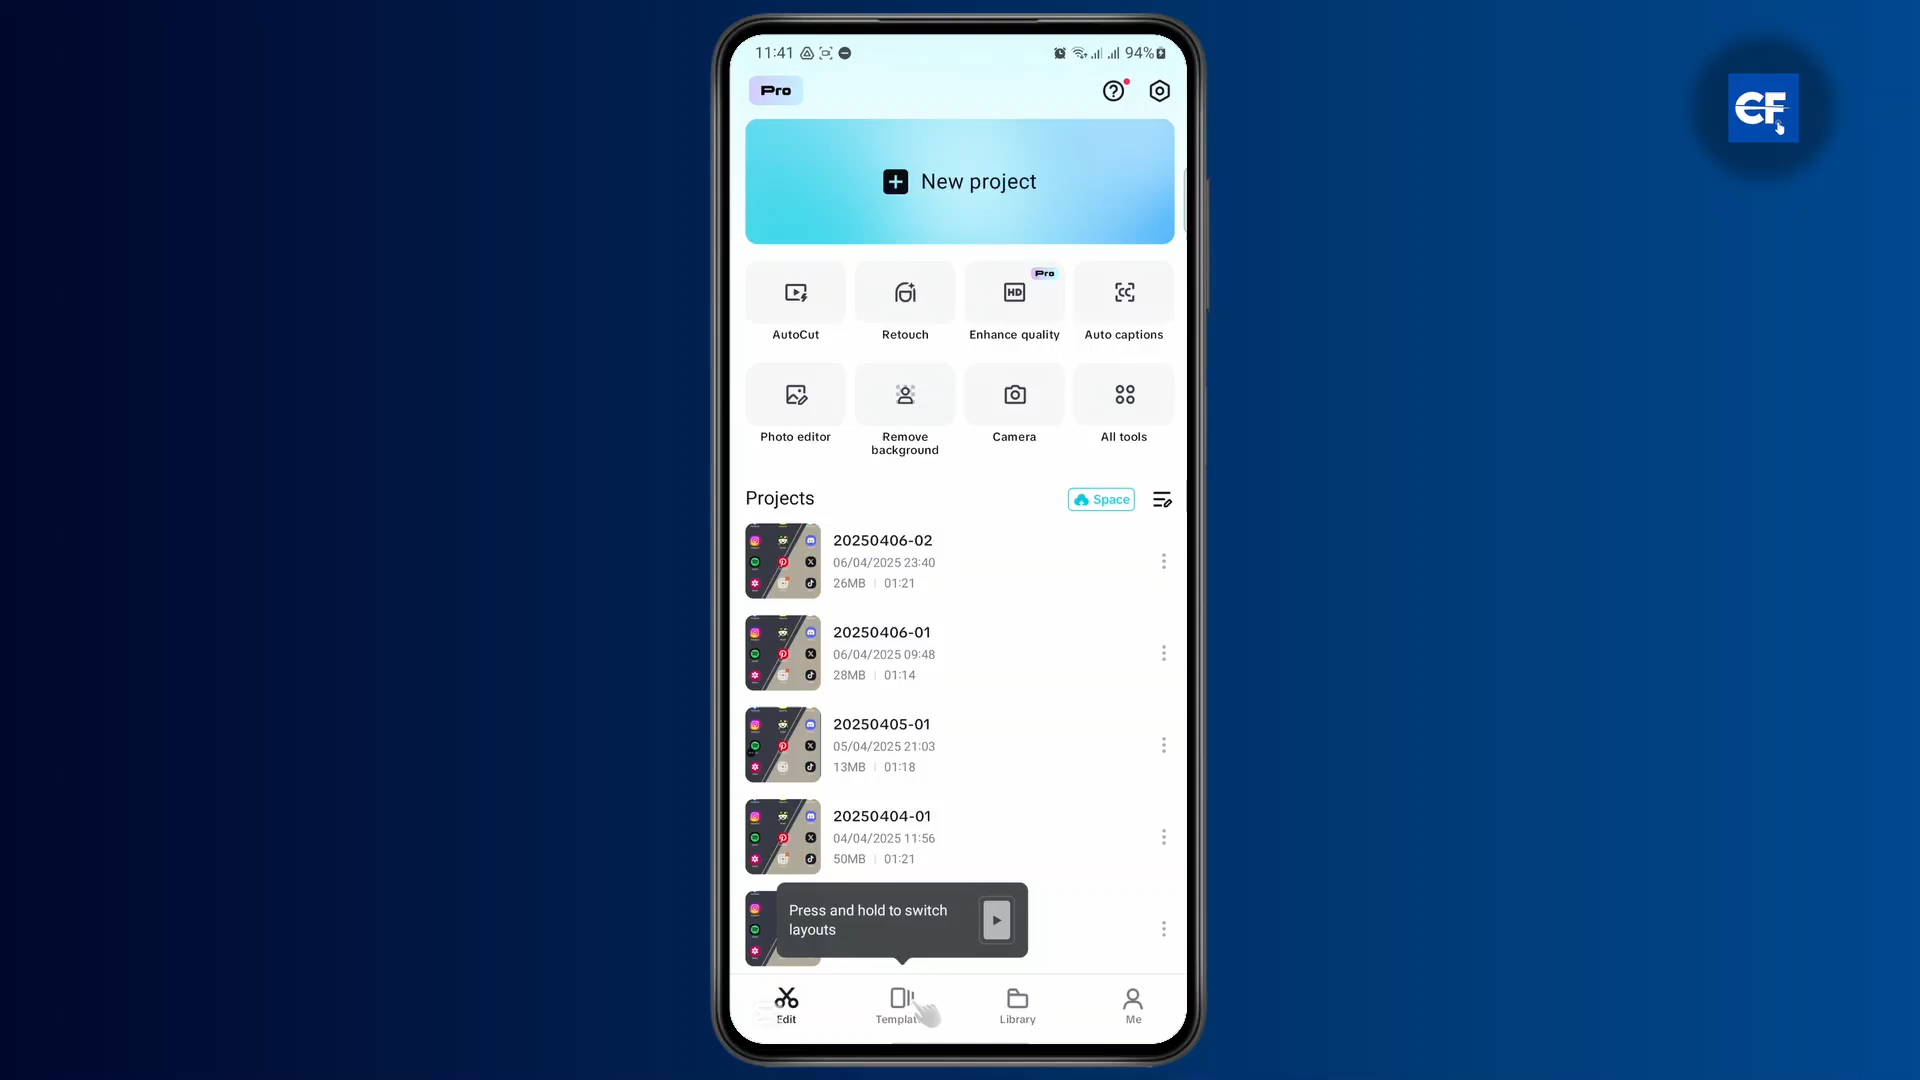 11:41
94%
Pro
CF
New project
Pro
AutoCut
Retouch
HD
Enhance quality
CC
Auto captions
Photo editor
Remove
background
Camera
All tools
Projects
Space
20250406-02
06/04/2025 23:40
26MB | 01:21
20250406-01
06/04/2025 09:48
28MB | 01:14
20250405-01
05/04/2025 21:03
13MB | 01:18
20250404-01
04/04/2025 11:56
50MB | 01:21
Press and hold to switch
layouts
Edit
Library
Me